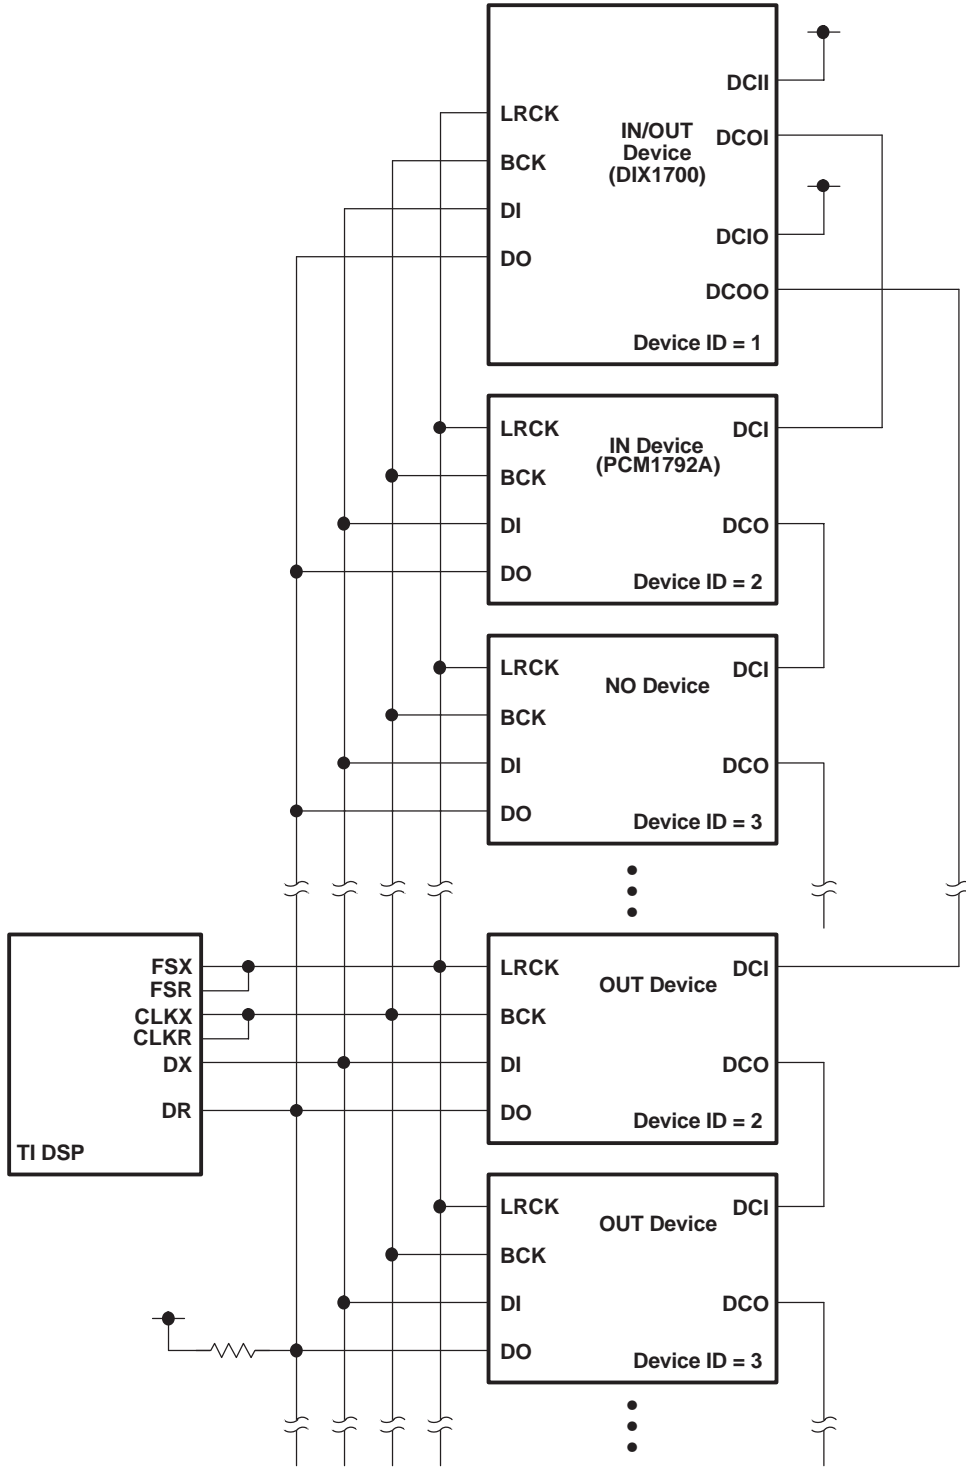 DCII
LRCK
IN/OUT
Device
(DIX1700)
DCOI
BCK
DI
DCIO
DO
DCOO
Device ID = 1
LRCK
IN Device
(PCM1792A)
DCI
BCK
DI
DCO
DO
Device ID = 2
LRCK
NO Device
DCI
BCK
DI
DCO
DO
Device ID = 3
FSX
FSR
CLKX
CLKR
DX
DR
TI DSP
LRCK
OUT Device
DCI
BCK
DI
DCO
DO
Device ID = 2
LRCK
OUT Device
DCI
BCK
DI
DCO
DO
Device ID = 3